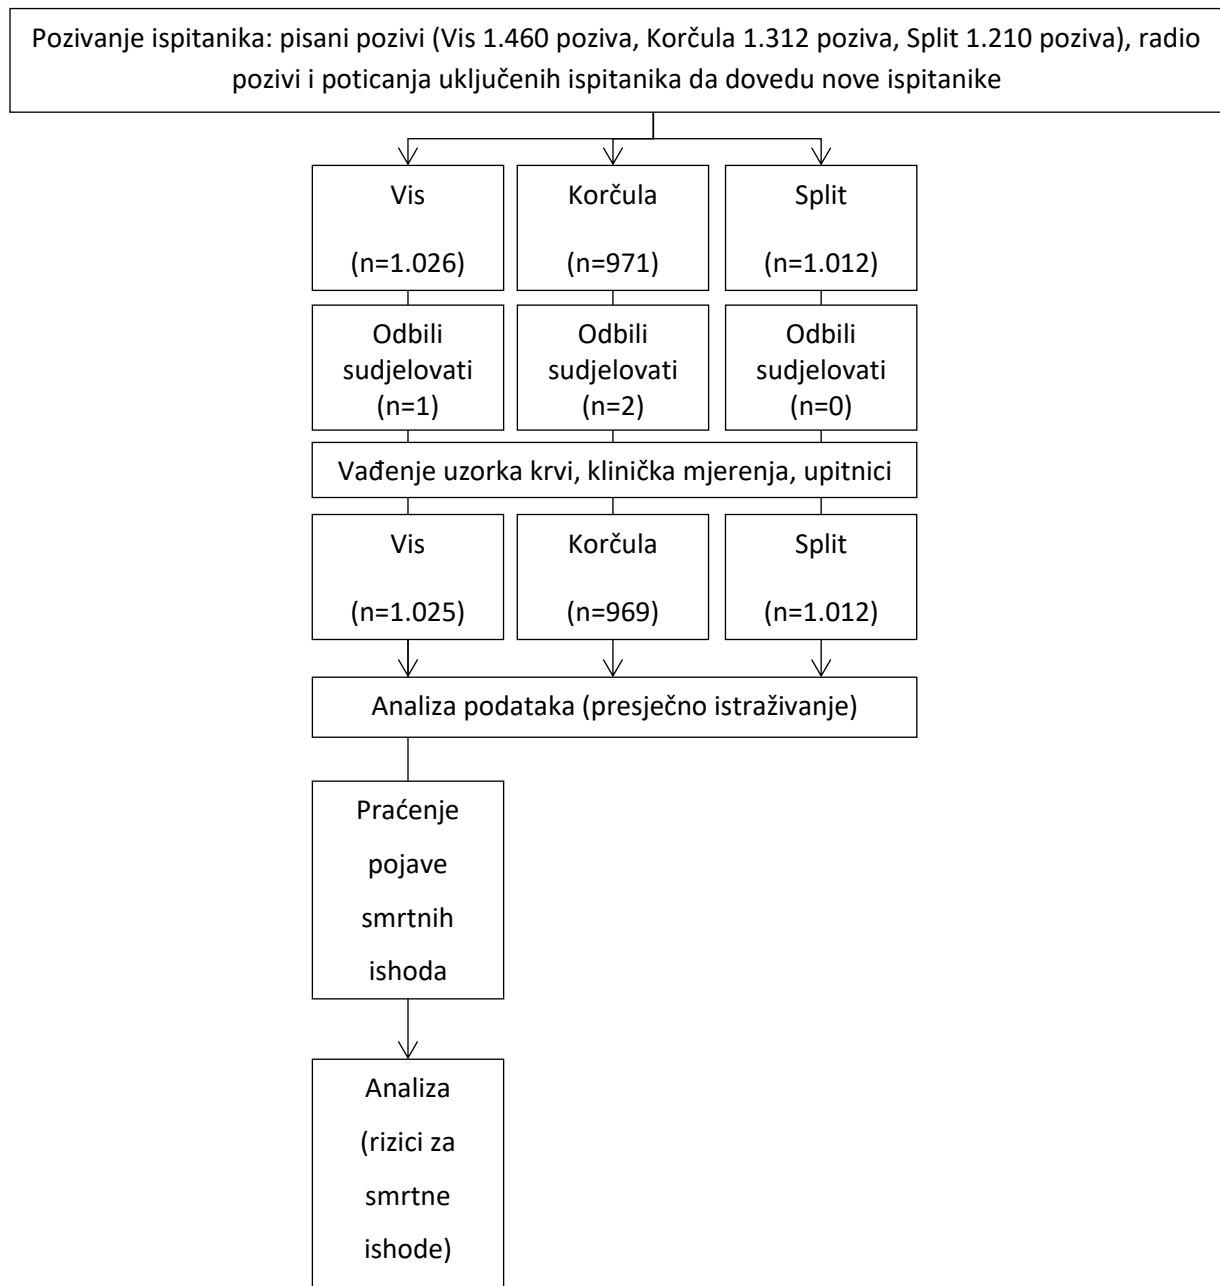 Pozivanje ispitanika: pisani pozivi (Vis 1.460 poziva, Korčula 1.312 poziva, Split 1.210 poziva), radio
pozivi i poticanja uključenih ispitanika da dovedu nove ispitanike
Vis
(n=1.026)
Korčula
(n=971)
Split
(n=1.012)
Odbili
sudjelovati
(n=1)
Odbili
sudjelovati
(n=2)
Odbili
sudjelovati
(n=0)
Vađenje uzorka krvi, klinička mjerenja, upitnici
Vis
(n=1.025)
Korčula
(n=969)
Split
(n=1.012)
Analiza podataka (presječno istraživanje)
Praćenje
pojave
smrtnih
ishoda
Analiza
(rizici za
smrtne
ishode)